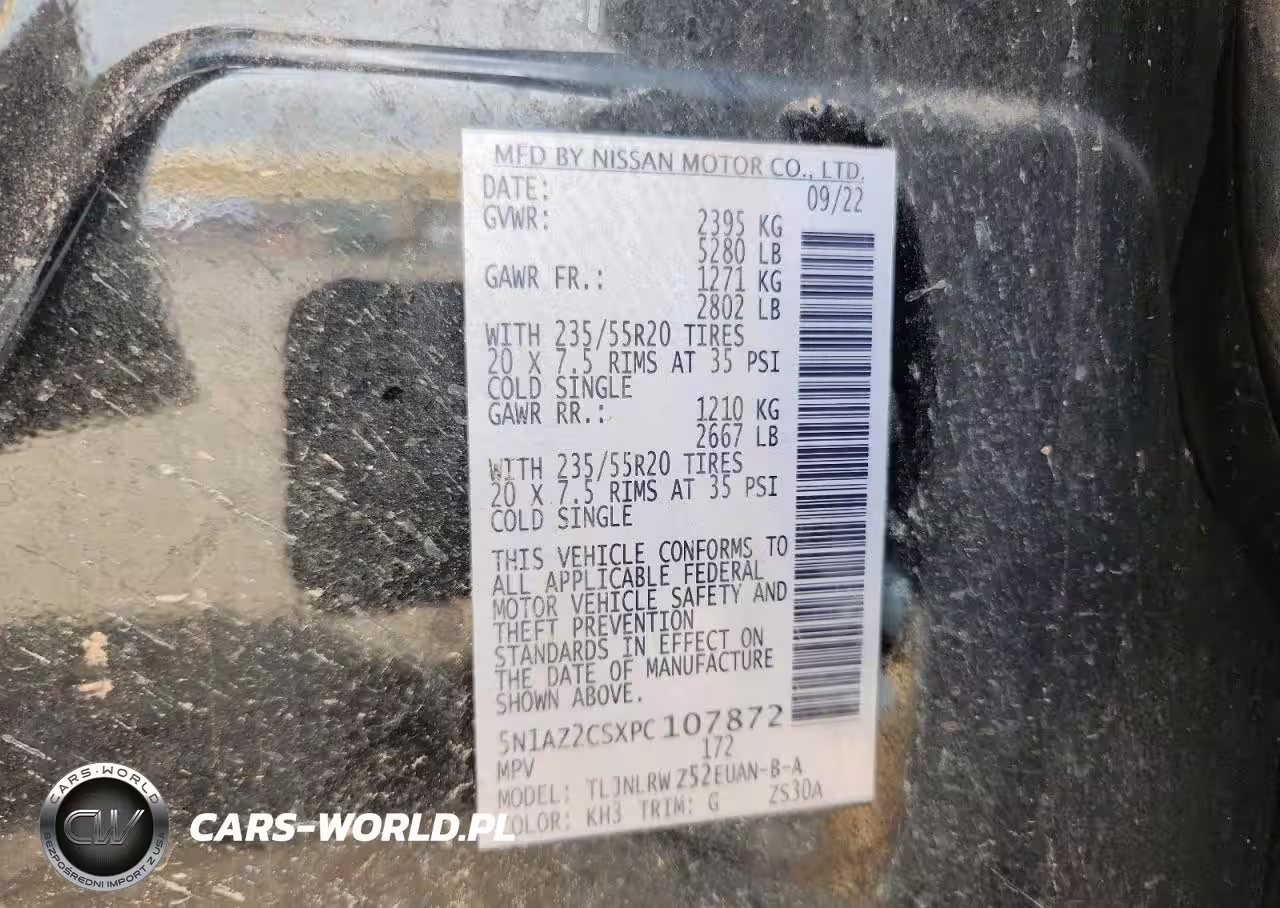 MFD BY NISSAN MOTOR CO., LTD.
DATE: 09/22
GVWR: 2395 KG
5280 LB
GAWR FR.: 1271 KG
2802 LB
WITH 235/55R20 TIRES
20 X 7.5 RIMS AT 35 PSI
COLD SINGLE
GAWR RR.: 1210 KG
2667 LB
WITH 235/55R20 TIRES
20 X 7.5 RIMS AT 35 PSI
COLD SINGLE
THIS VEHICLE CONFORMS TO
ALL APPLICABLE FEDERAL
MOTOR VEHICLE SAFETY AND
THEFT PREVENTION
STANDARDS IN EFFECT ON
THE DATE OF MANUFACTURE
SHOWN ABOVE.
5N1AZ2CSXPC107872
MPV 172
MODEL: TLJNLRWZ52EUAN-B-A
COLOR: KH3 TRIM: G ZS30A
CARS-WORLD
CW
BEZPOŚREDNI IMPORT Z USA
CARS-WORLD.PL